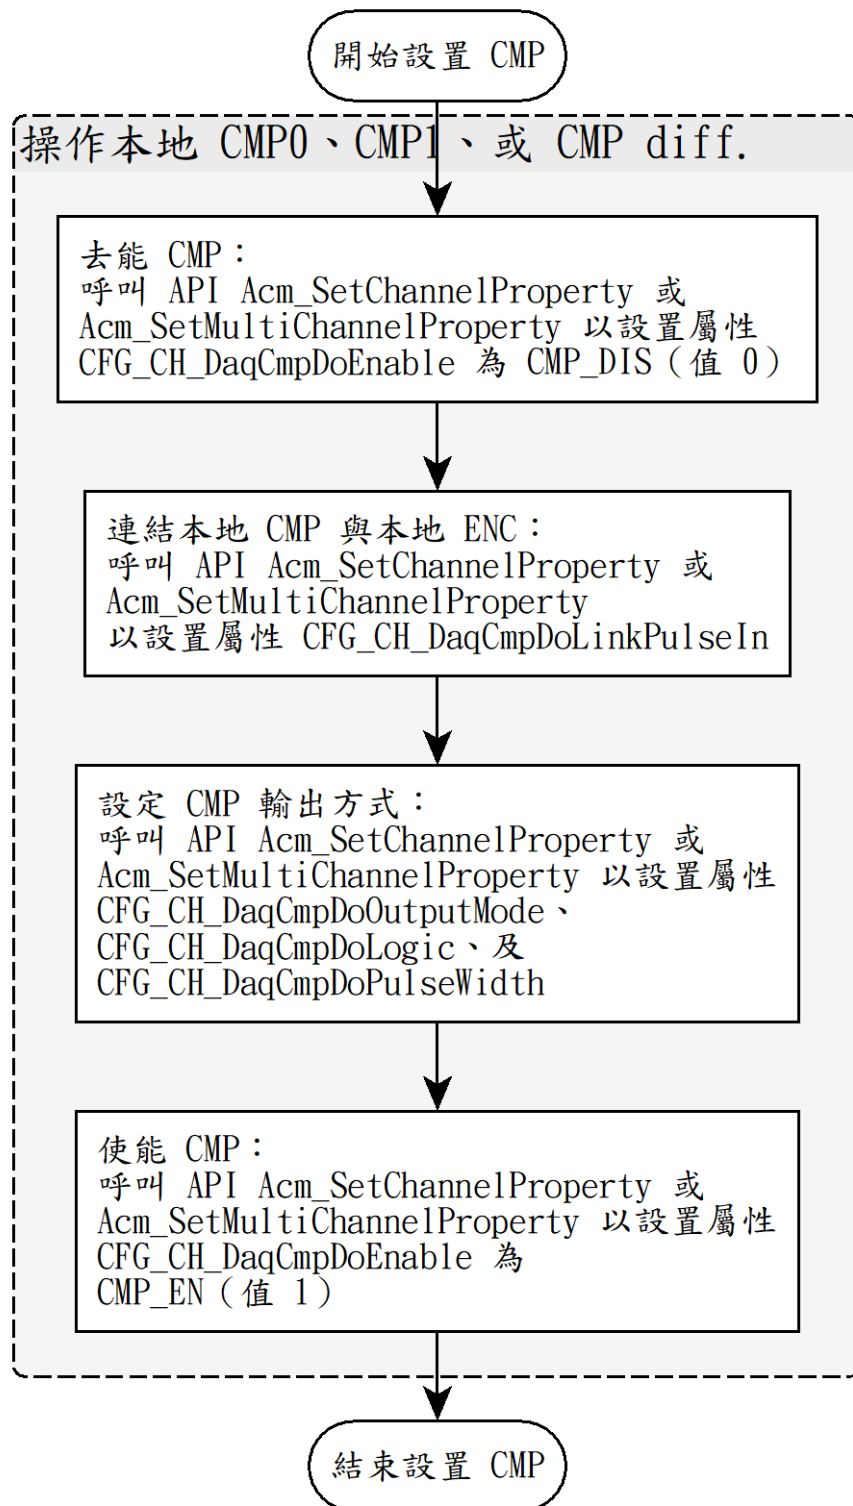 開始設置 CMP
操作本地 CMP0、CMP1、或 CMP diff.
去能 CMP：
呼叫 API Acm_SetChannelProperty 或
Acm_SetMultiChannelProperty 以設置屬性
CFG_CH_DaqCmpDoEnable 為 CMP_DIS（值 0）
連結本地 CMP 與本地 ENC：
呼叫 API Acm_SetChannelProperty 或
Acm_SetMultiChannelProperty
以設置屬性 CFG_CH_DaqCmpDoLinkPulseIn
設定 CMP 輸出方式：
呼叫 API Acm_SetChannelProperty 或
Acm_SetMultiChannelProperty 以設置屬性
CFG_CH_DaqCmpDoOutputMode、
CFG_CH_DaqCmpDoLogic、及
CFG_CH_DaqCmpDoPulseWidth
使能 CMP：
呼叫 API Acm_SetChannelProperty 或
Acm_SetMultiChannelProperty 以設置屬性
CFG_CH_DaqCmpDoEnable 為
CMP_EN（值 1）
結束設置 CMP